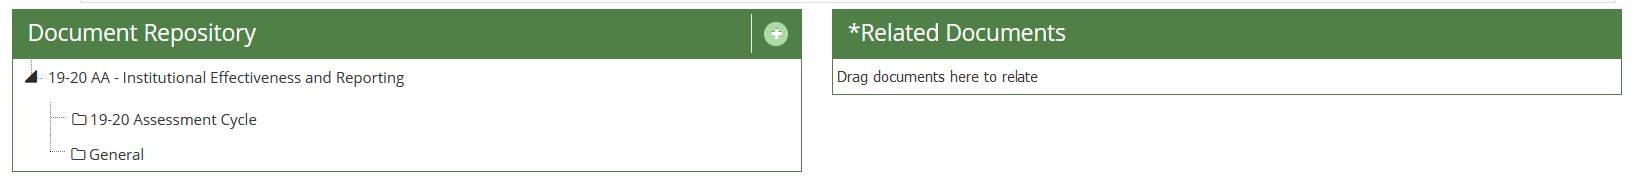 Document Repository
19-20 AA - Institutional Effectiveness and Reporting
19-20 Assessment Cycle
General
*Related Documents
Drag documents here to relate